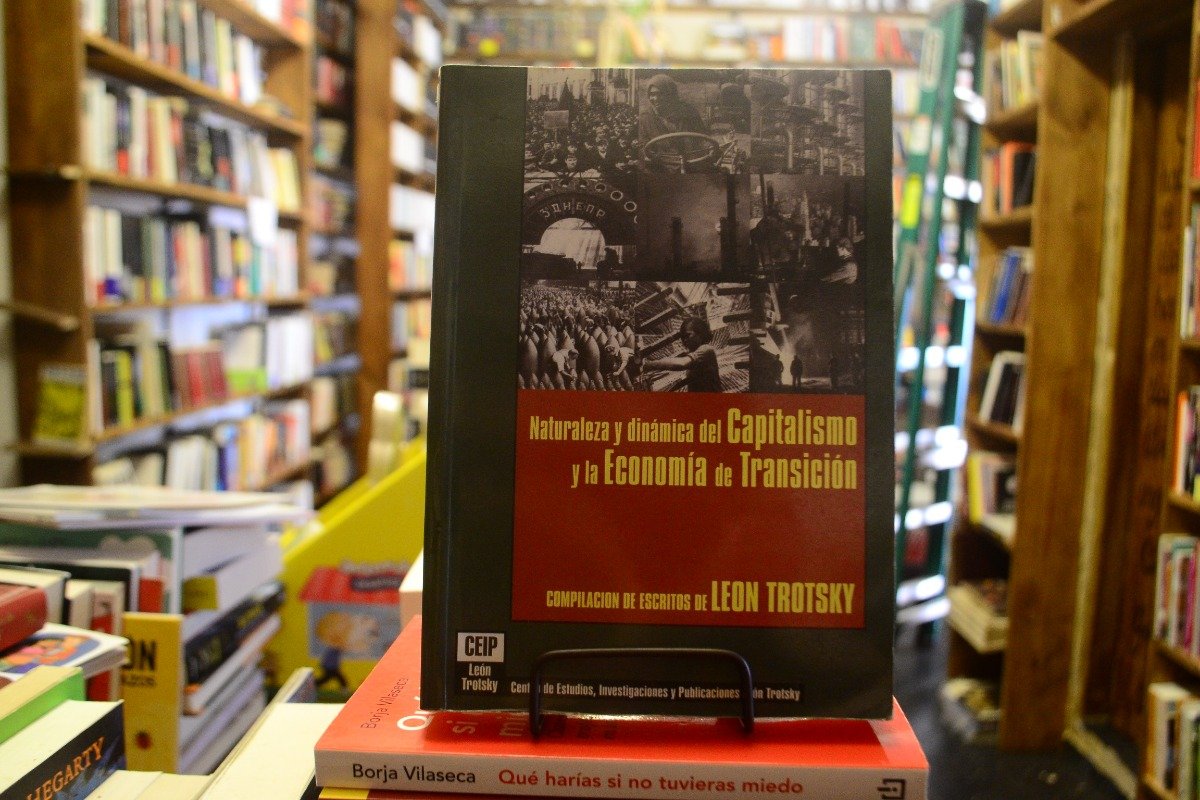 ЗДНЕПР
Naturaleza y dinámica del Capitalismo
y la Economía de Transición
COMPILACION DE ESCRITOS DE LEON TROTSKY
CEIP
León
Trotsky
de Estudios, Investigaciones y Publicaciones León Trotsky
Borja Vilaseca
Borja Vilaseca Qué harías si no tuvieras miedo
HEGARTY